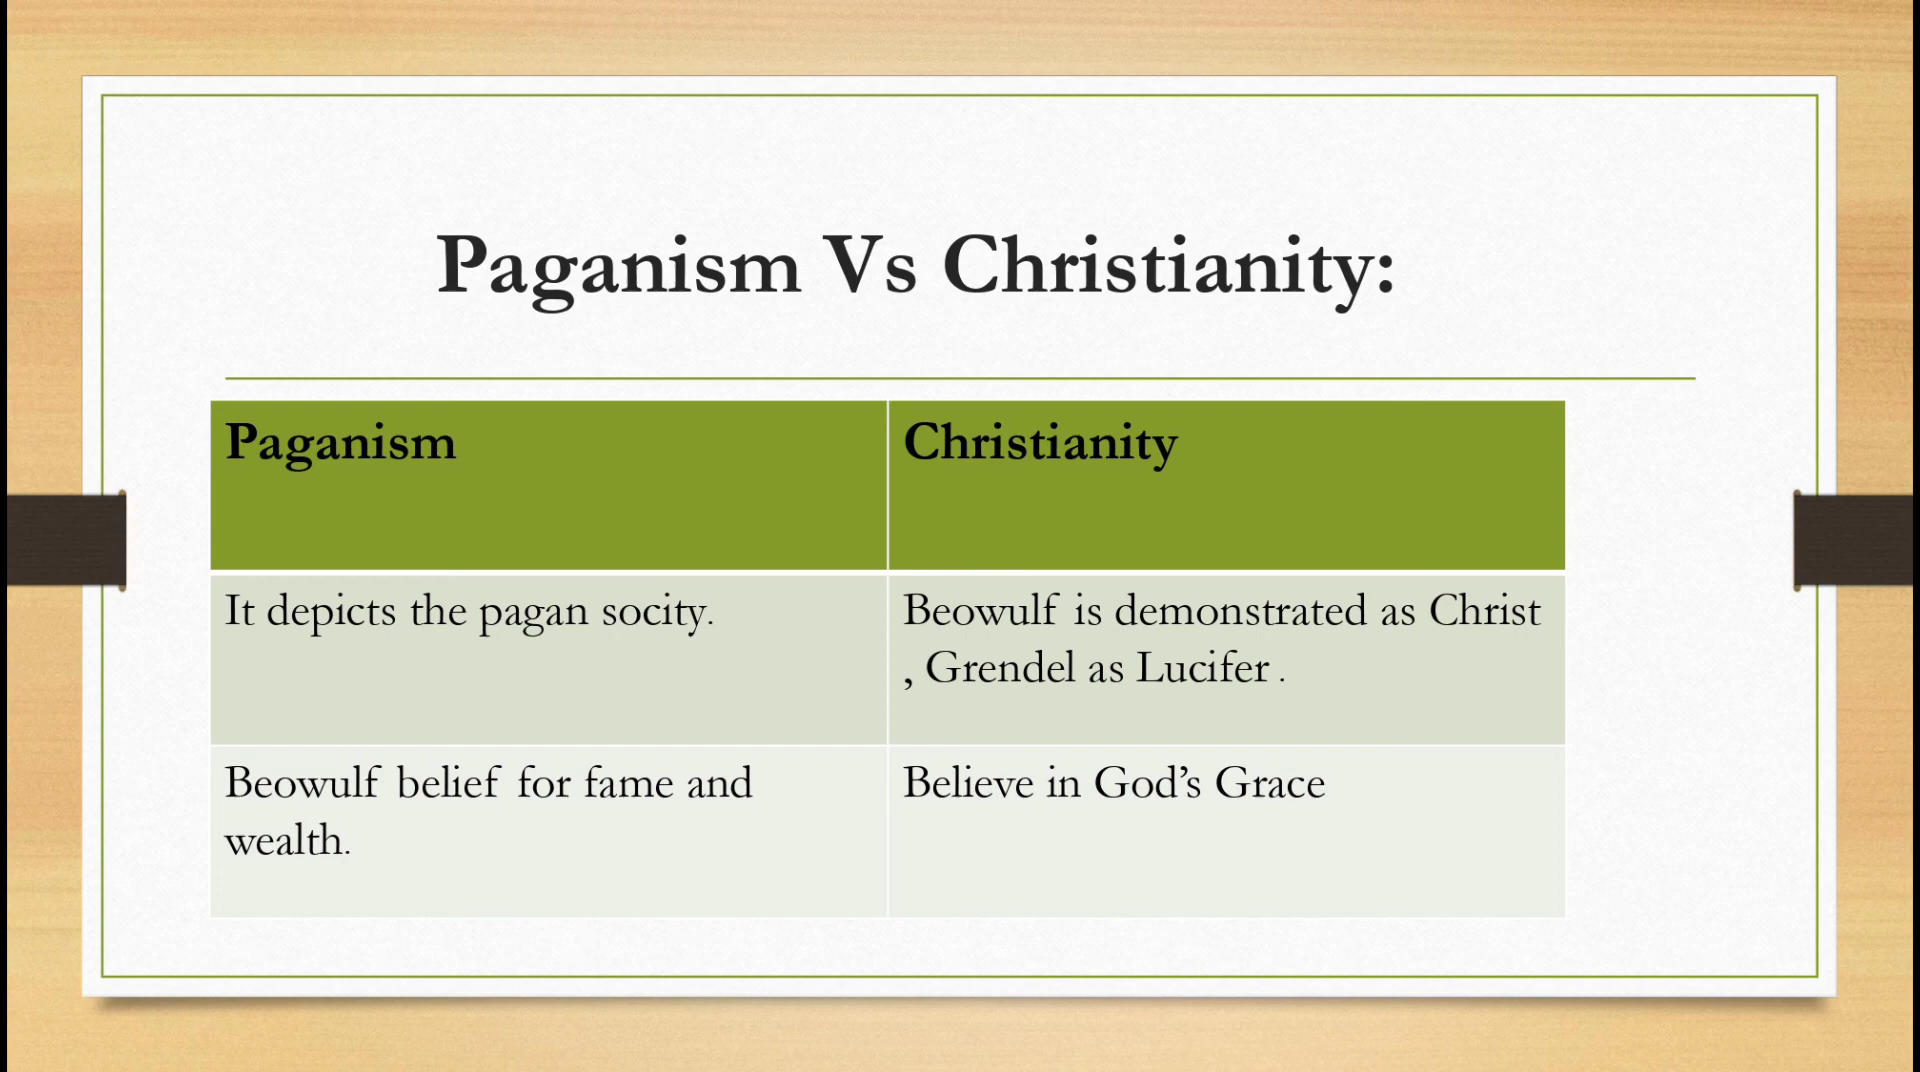 Paganism Vs Christianity:
Paganism
Christianity
It depicts the pagan socity.
Beowulf is demonstrated as Christ
, Grendel as Lucifer .
Beowulf belief for fame and
wealth.
Believe in God’s Grace